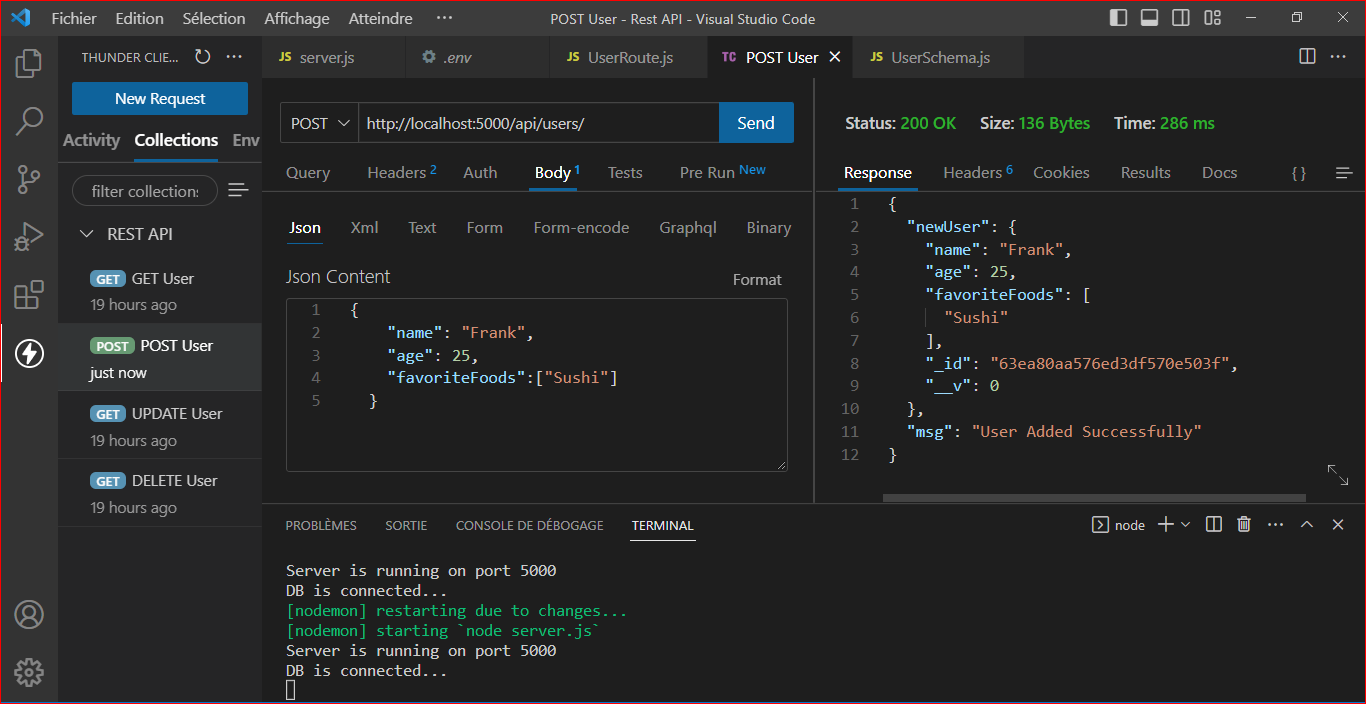 Fichier Edition Sélection Affichage Atteindre ··· POST User - Rest API - Visual Studio Code
THUNDER CLIE... ···
JS server.js .env JS UserRoute.js TC POST User JS UserSchema.js ···
New Request
Activity Collections Env
filter collections
REST API
GET GET User
19 hours ago
POST POST User
just now
GET UPDATE User
19 hours ago
GET DELETE User
19 hours ago
POST http://localhost:5000/api/users/ Send
Query Headers 2 Auth Body 1 Tests Pre Run New
Json Xml Text Form Form-encode Graphql Binary
Json Content Format
1 {
2 "name": "Frank",
3 "age": 25,
4 "favoriteFoods":["Sushi"]
5 }
Status: 200 OK Size: 136 Bytes Time: 286 ms
Response Headers 6 Cookies Results Docs {}
1 {
2 "newUser": {
3 "name": "Frank",
4 "age": 25,
5 "favoriteFoods": [
6 "Sushi"
7 ],
8 "_id": "63ea80aa576ed3df570e503f",
9 "__v": 0
10 },
11 "msg": "User Added Successfully"
12 }
PROBLÈMES SORTIE CONSOLE DE DÉBOGAGE TERMINAL node ···
Server is running on port 5000
DB is connected...
[nodemon] restarting due to changes...
[nodemon] starting `node server.js`
Server is running on port 5000
DB is connected...